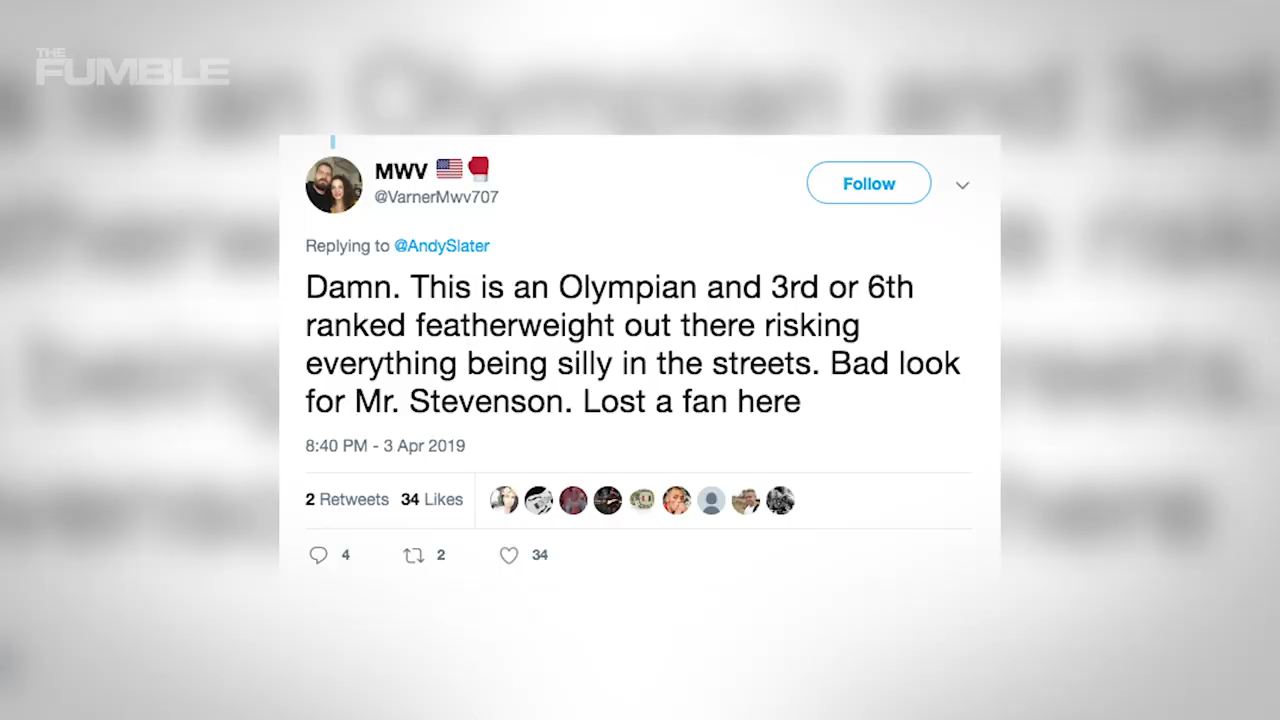 THE
FUMBLE
MWV
@VarnerMwv707
Follow
Replying to @AndySlater
Damn. This is an Olympian and 3rd or 6th
ranked featherweight out there risking
everything being silly in the streets. Bad look
for Mr. Stevenson. Lost a fan here
8:40 PM - 3 Apr 2019
2 Retweets 34 Likes
4 2 34